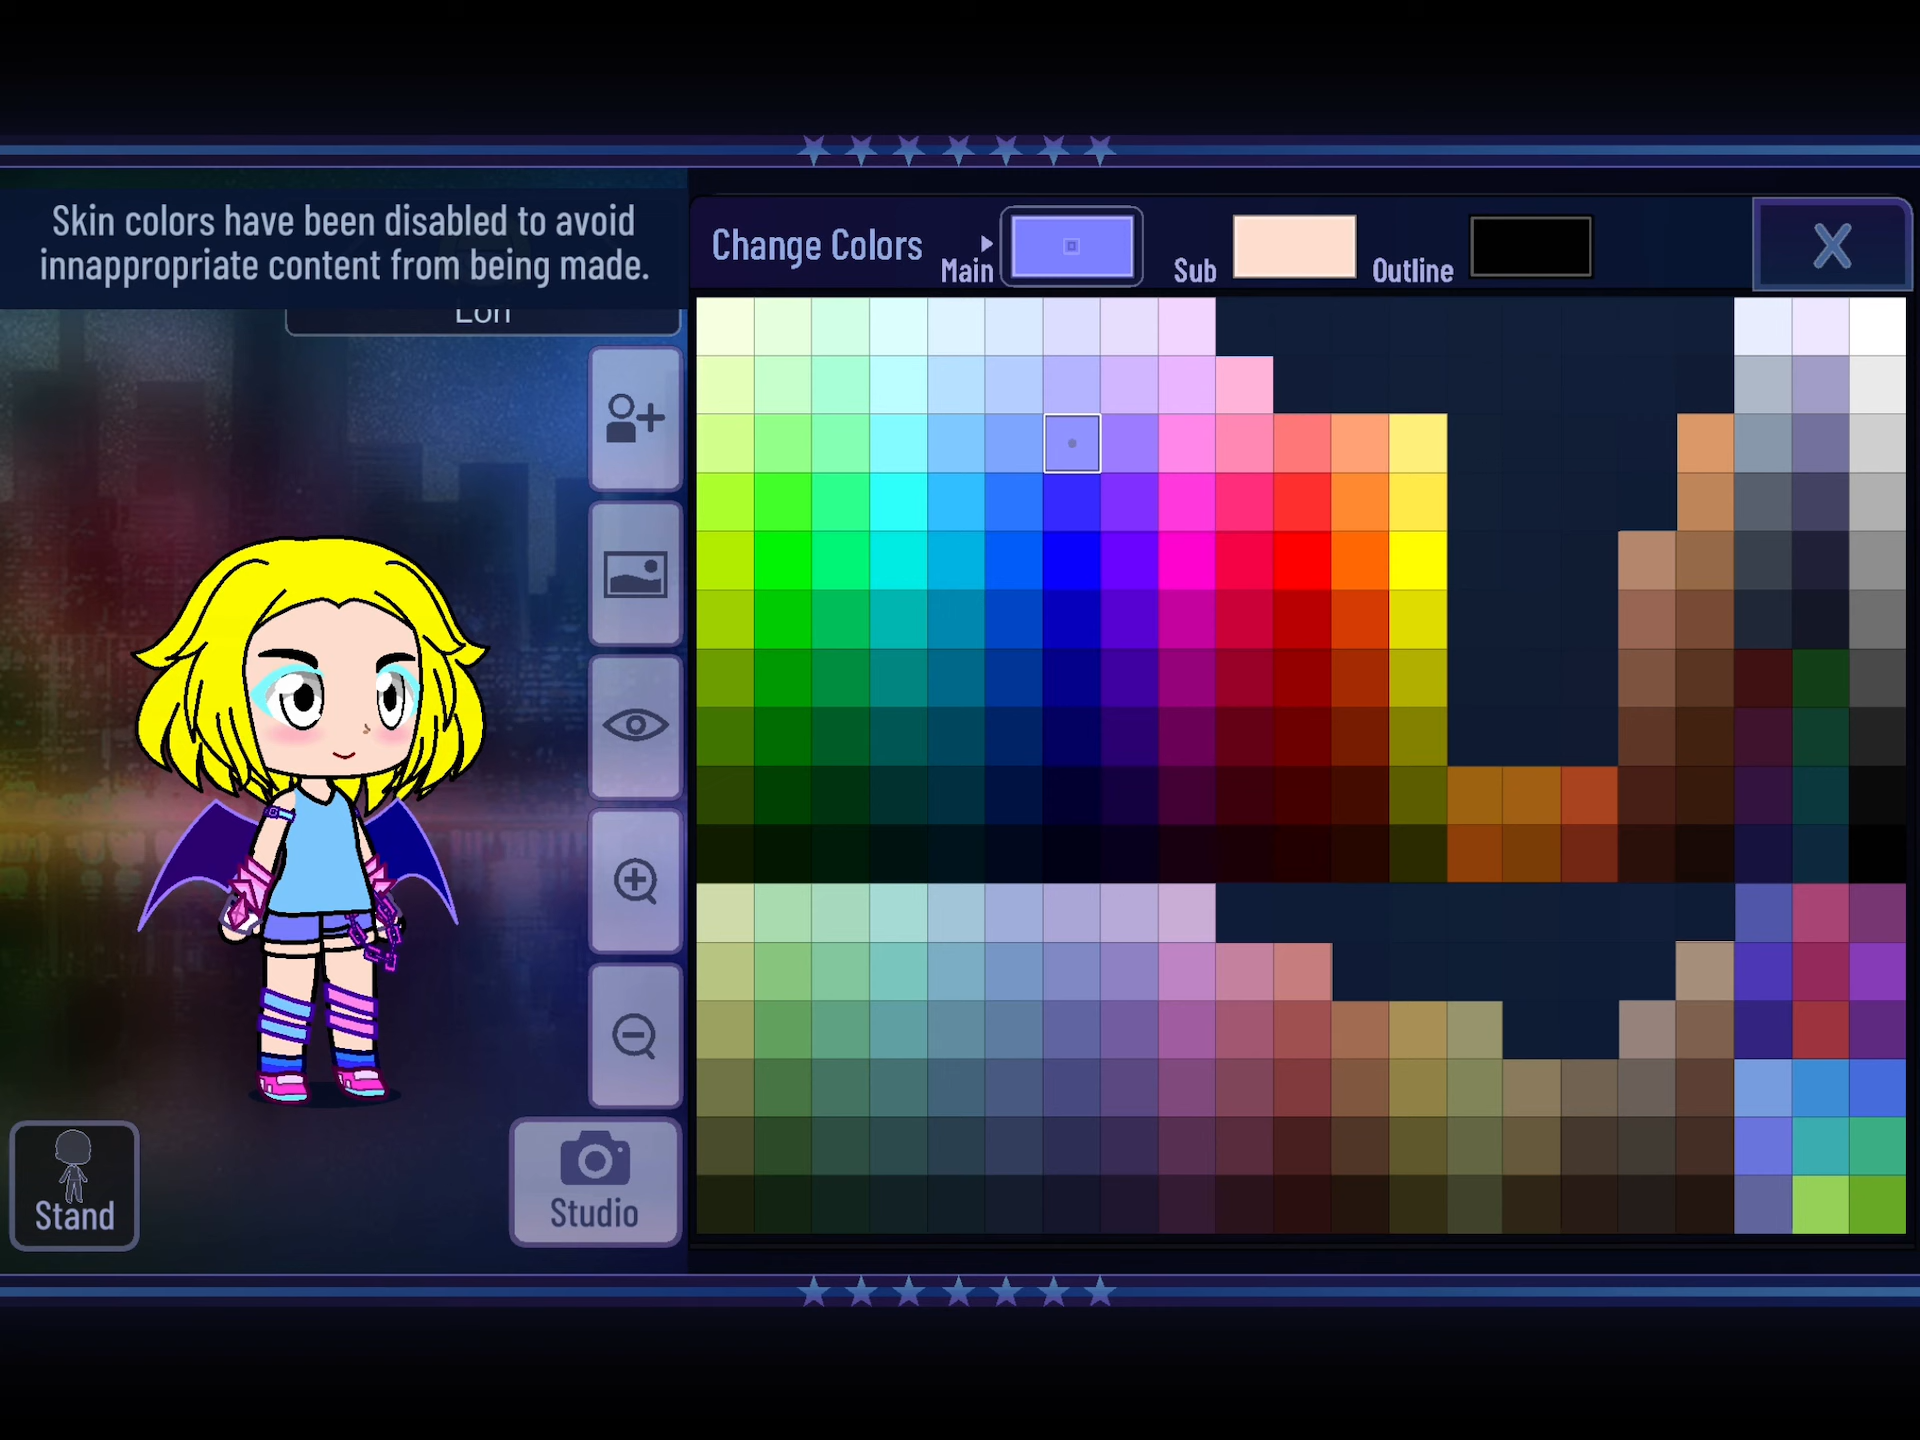 Skin colors have been disabled to avoid
innappropriate content from being made.
Change Colors
Main
Sub
Outline
X
Stand
Studio